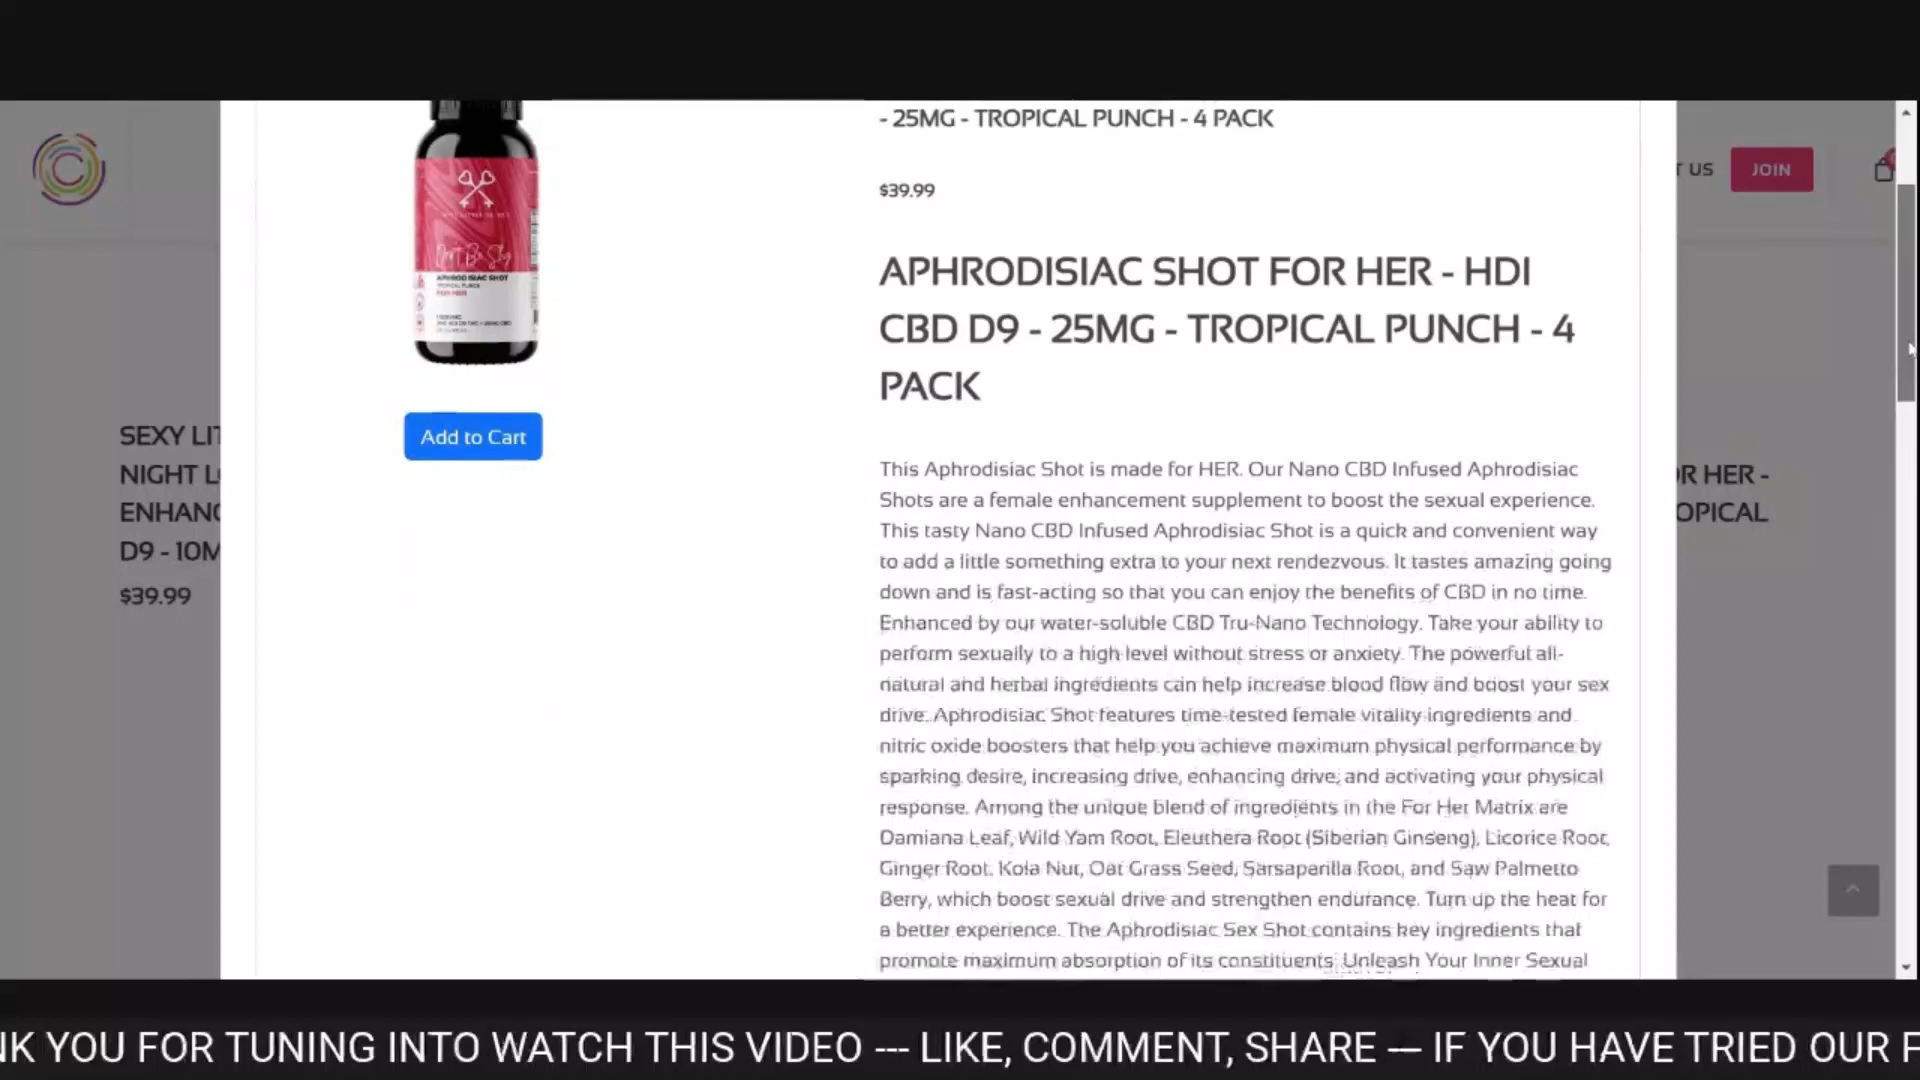 - 25MG - TROPICAL PUNCH - 4 PACK
T US
JOIN
$39.99
APHRODISIAC SHOT FOR HER - HDI
CBD D9 - 25MG - TROPICAL PUNCH - 4
PACK
Don't Be Shy
APHRODISIAC SHOT
TROPICAL PUNCH
Add to Cart
SEXY LIT
NIGHT L
ENHANC
D9 - 10M
$39.99
R HER -
OPICAL
This Aphrodisiac Shot is made for HER. Our Nano CBD Infused Aphrodisiac
Shots are a female enhancement supplement to boost the sexual experience.
This tasty Nano CBD Infused Aphrodisiac Shot is a quick and convenient way
to add a little something extra to your next rendezvous. It tastes amazing going
down and is fast-acting so that you can enjoy the benefits of CBD in no time.
Enhanced by our water-soluble CBD Tru-Nano Technology. Take your ability to
perform sexually to a high level without stress or anxiety. The powerful all-
natural and herbal ingredients can help increase blood flow and boost your sex
drive. Aphrodisiac Shot features time-tested female vitality ingredients and
nitric oxide boosters that help you achieve maximum physical performance by
sparking desire, increasing drive, enhancing drive, and activating your physical
response. Among the unique blend of ingredients in the For Her Matrix are
Damiana Leaf, Wild Yam Root, Eleuthera Root (Siberian Ginseng), Licorice Root,
Ginger Root, Kola Nut, Oat Grass Seed, Sarsaparilla Root, and Saw Palmetto
Berry, which boost sexual drive and strengthen endurance. Turn up the heat for
a better experience. The Aphrodisiac Sex Shot contains key ingredients that
promote maximum absorption of its constituents. Unleash Your Inner Sexual
NK YOU FOR TUNING INTO WATCH THIS VIDEO --- LIKE, COMMENT, SHARE --- IF YOU HAVE TRIED OUR F